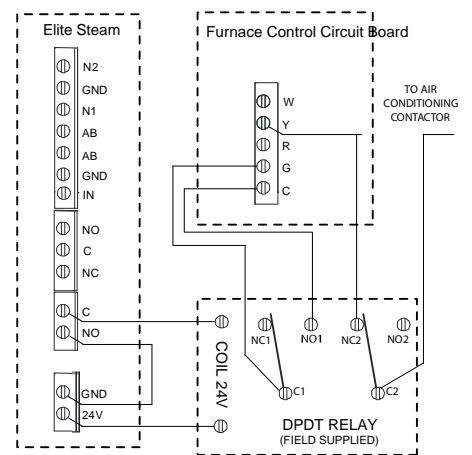 Elite Steam
N2
GND
N1
AB
AB
GND
IN
NO
C
NC
C
NO
GND
24V
Furnace Control Circuit Board
W
Y
R
G
C
TO AIR
CONDITIONING
CONTACTOR
COIL 24V
NC1
NO1
NC2
NO2
C1
C2
DPDT RELAY
(FIELD SUPPLIED)